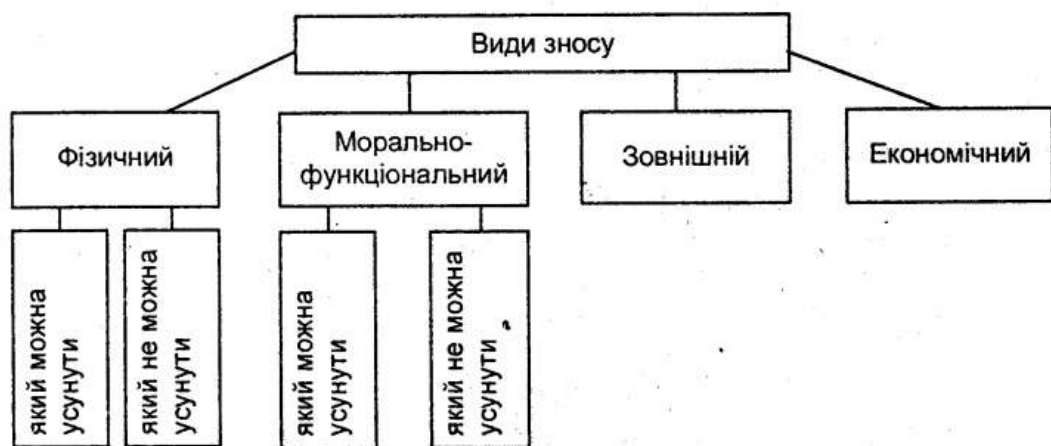 Види зносу
Фізичний
Морально-
функціональний
Зовнішній
Економічний
який можна
усунути
який не можна
усунути
який можна
усунути
який не можна
усунути